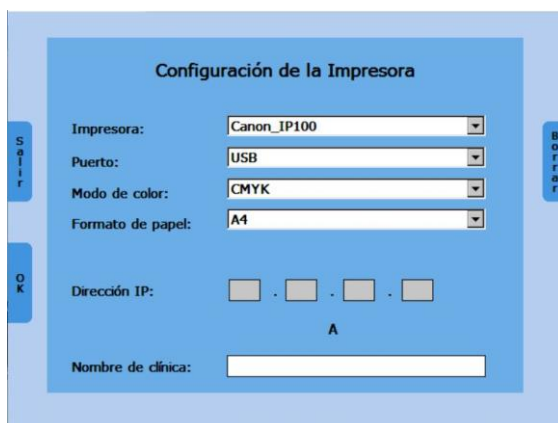 Configuración de la Impresora
Impresora: Canon_IP100
Puerto: USB
Modo de color: CMYK
Formato de papel: A4
Dirección IP: . . .
A
Nombre de clínica:
Salir
OK
Borrar